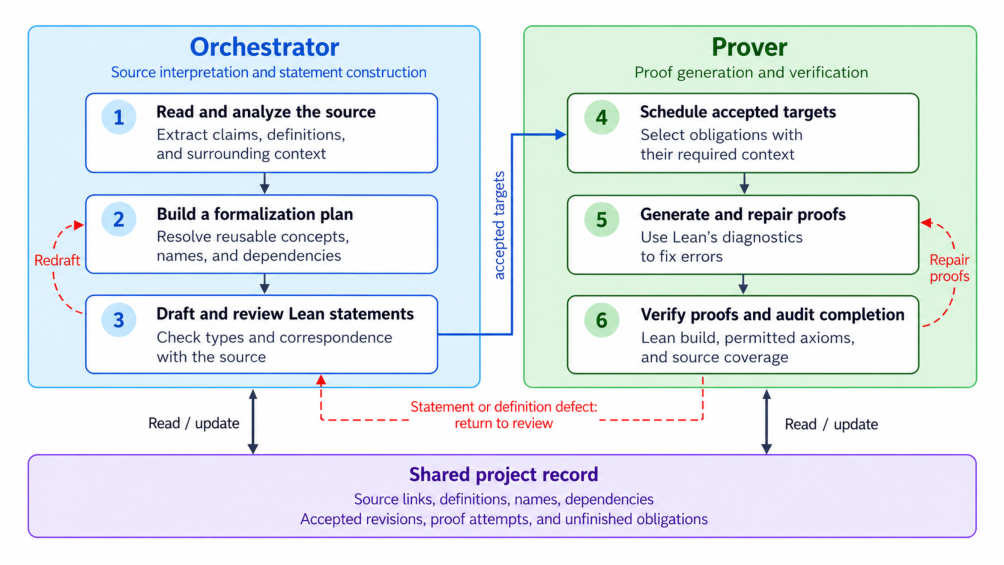 Orchestrator
Source interpretation and statement construction
1
Read and analyze the source
Extract claims, definitions,
and surrounding context
2
Build a formalization plan
Resolve reusable concepts,
names, and dependencies
Redraft
3
Draft and review Lean statements
Check types and correspondence
with the source
accepted targets
Prover
Proof generation and verification
4
Schedule accepted targets
Select obligations with
their required context
5
Generate and repair proofs
Use Lean's diagnostics
to fix errors
Repair
proofs
6
Verify proofs and audit completion
Lean build, permitted axioms,
and source coverage
Statement or definition defect:
return to review
Read / update
Read / update
Shared project record
Source links, definitions, names, dependencies
Accepted revisions, proof attempts, and unfinished obligations